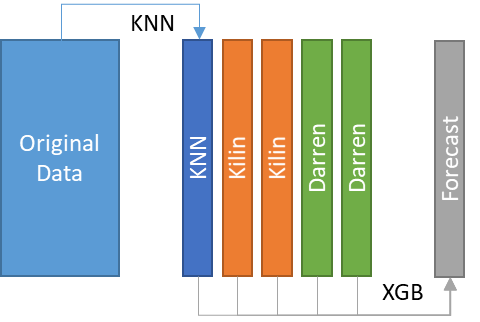 KNN
Original
Data
KNN
Kilin
Kilin
Darren
Darren
Forecast
XGB